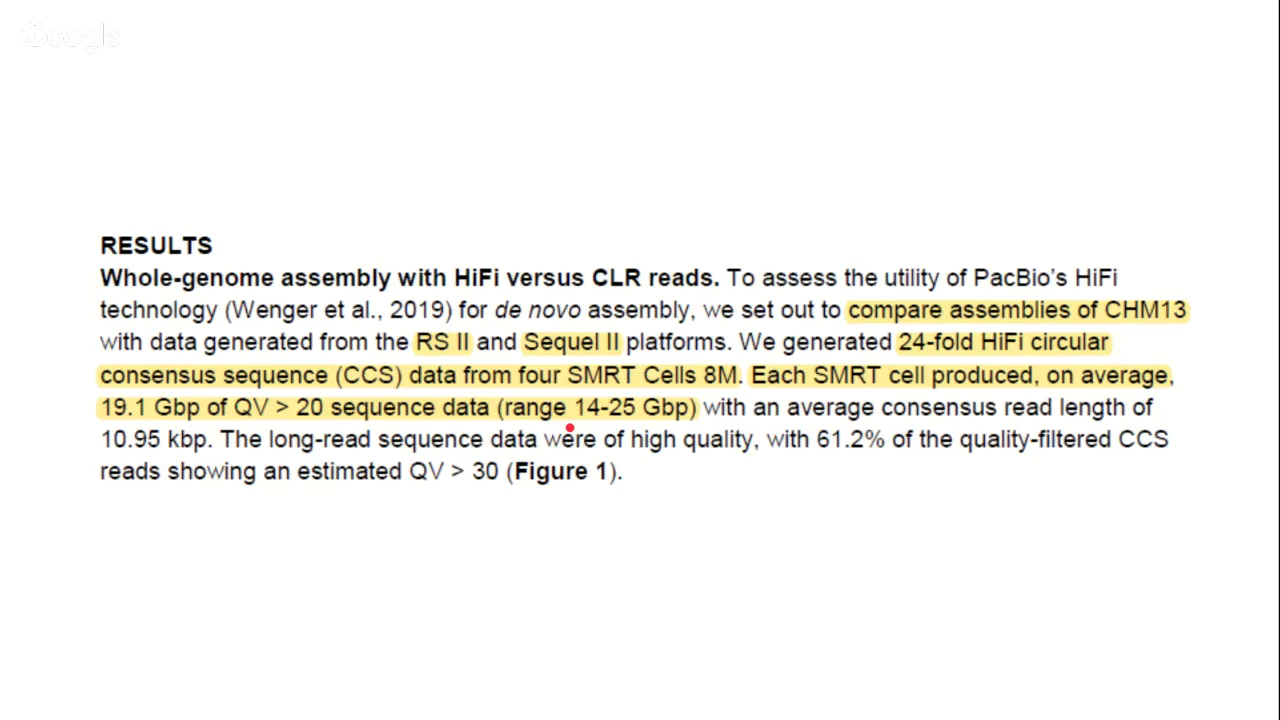 Google
RESULTS
Whole-genome assembly with HiFi versus CLR reads. To assess the utility of PacBio's HiFi
technology (Wenger et al., 2019) for de novo assembly, we set out to compare assemblies of CHM13
with data generated from the RS II and Sequel II platforms. We generated 24-fold HiFi circular
consensus sequence (CCS) data from four SMRT Cells 8M. Each SMRT cell produced, on average,
19.1 Gbp of QV > 20 sequence data (range 14-25 Gbp) with an average consensus read length of
10.95 kbp. The long-read sequence data were of high quality, with 61.2% of the quality-filtered CCS
reads showing an estimated QV > 30 (Figure 1).